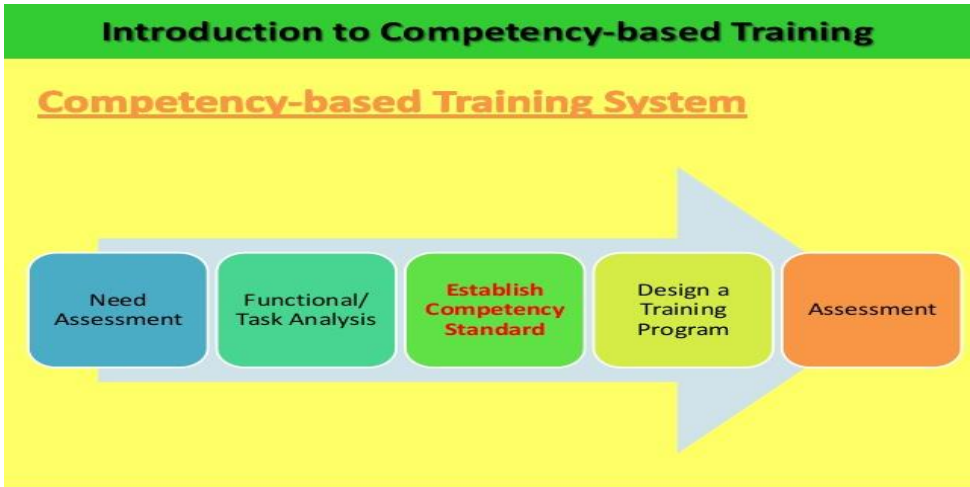 Introduction to Competency-based Training
Competency-based Training System
Need
Assessment
Functional/
Task Analysis
Establish
Competency
Standard
Design a
Training
Program
Assessment